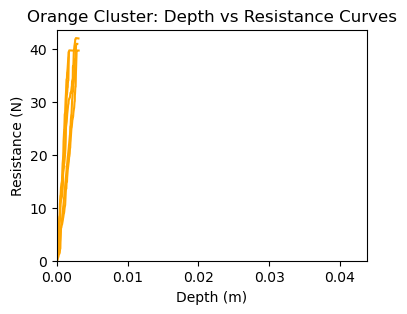 Orange Cluster: Depth vs Resistance Curves
Resistance (N)
40
30
20
10
0
0.00 0.01 0.02 0.03 0.04
Depth (m)